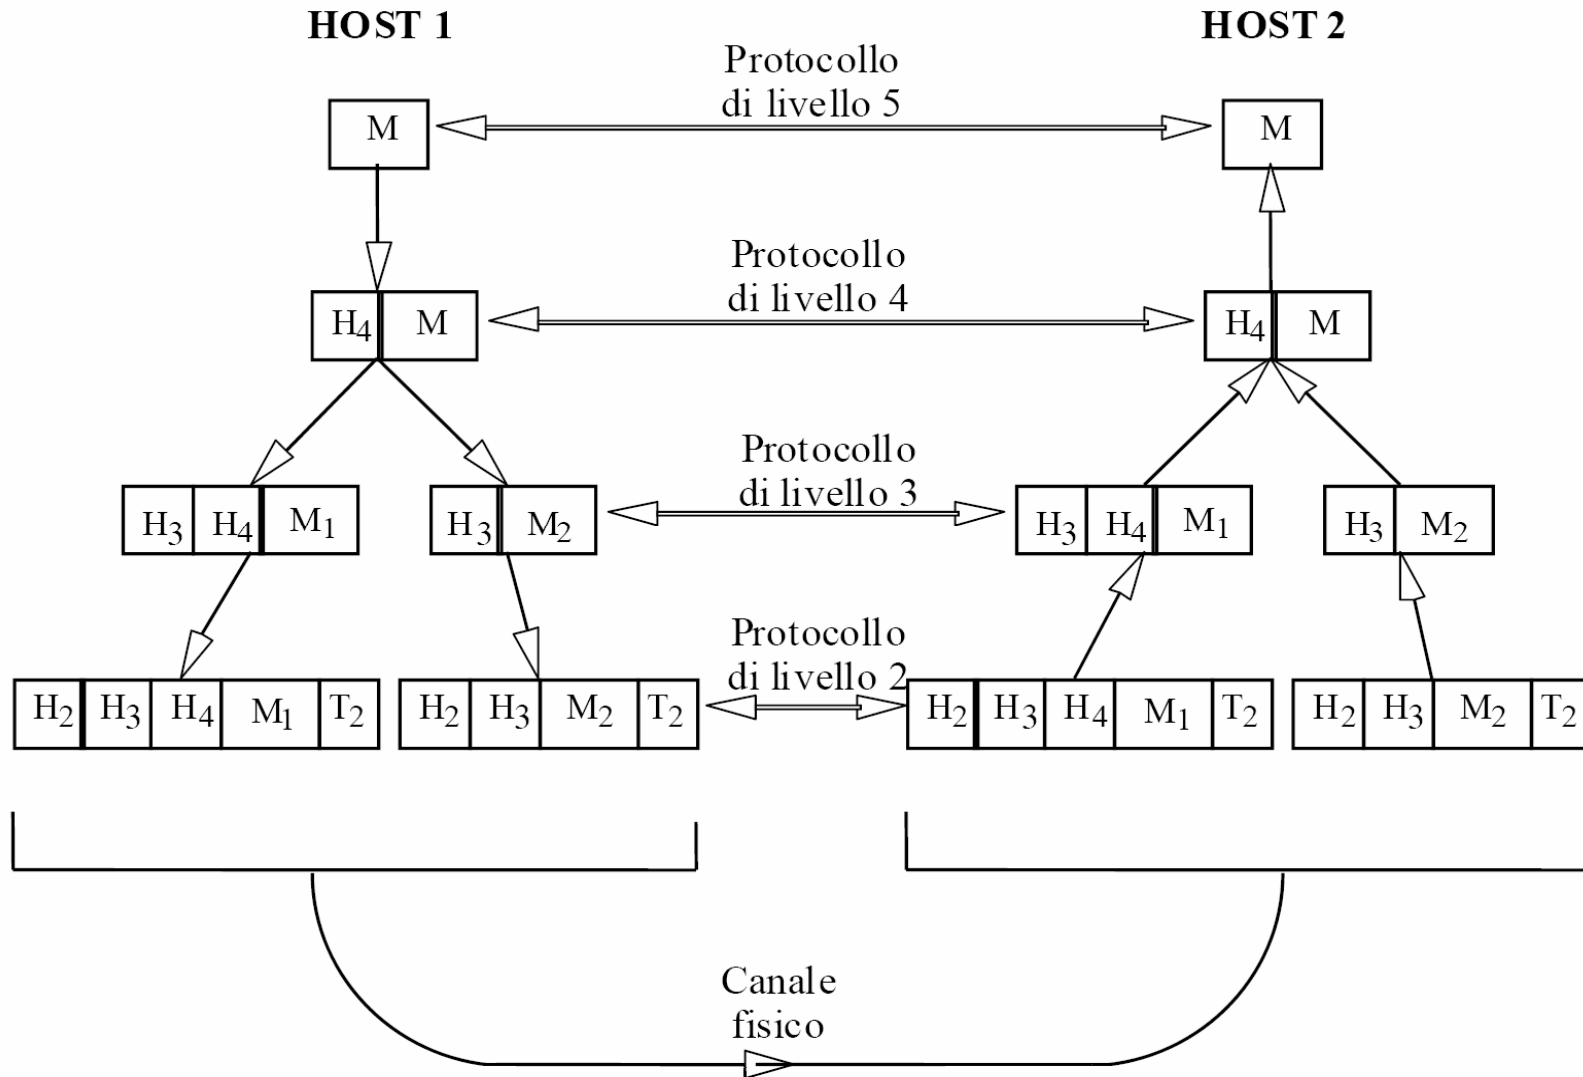 HOST 1
HOST 2
Protocollo
di livello 5
M
M
Protocollo
di livello 4
H4 M
H4 M
Protocollo
di livello 3
H3 H4 M1
H3 M2
H3 H4 M1
H3 M2
Protocollo
di livello 2
H2 H3 H4 M1 T2
H2 H3 M2 T2
H2 H3 H4 M1 T2
H2 H3 M2 T2
Canale
fisico